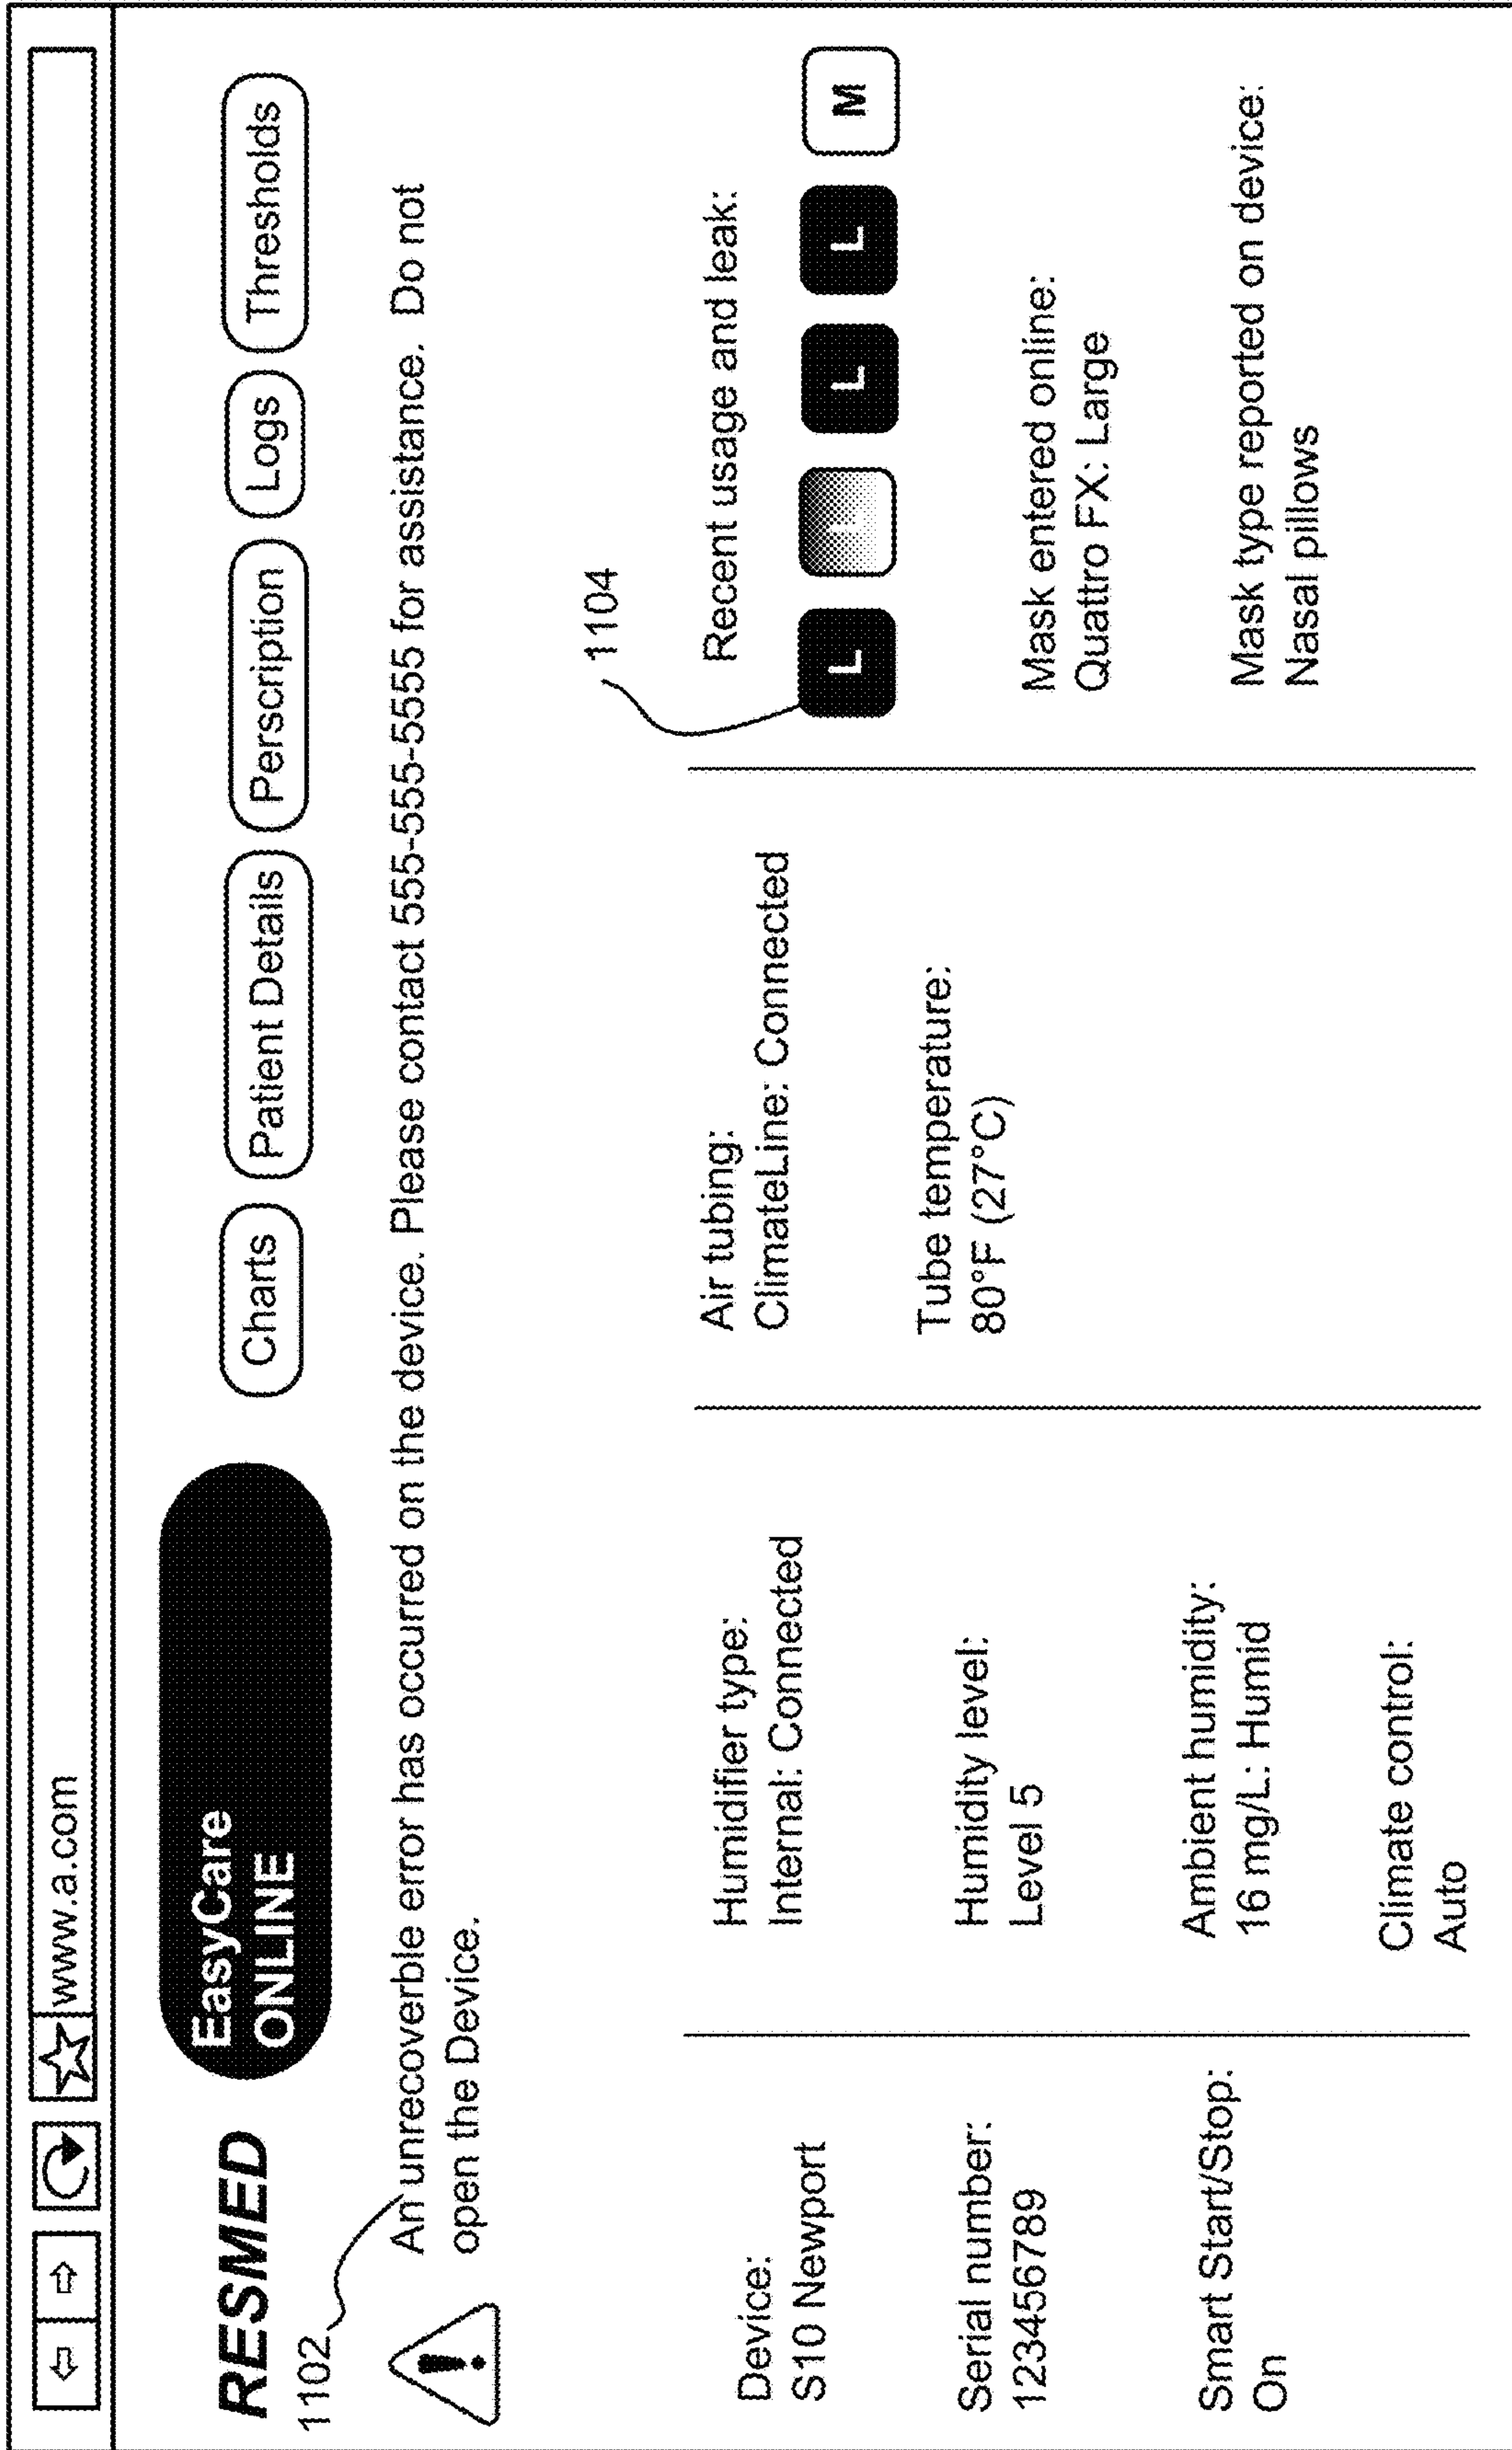 www.a.com
RESMED
EasyCare
ONLINE
Charts
Patient Details
Perscription
Logs
Thresholds
1102
An unrecoverble error has occurred on the device. Please contact 555-555-5555 for assistance. Do not
open the Device.
!
Device:
S10 Newport
Serial number:
123456789
Smart Start/Stop:
On
Humidifier type:
Internal: Connected
Humidity level:
Level 5
Ambient humidity:
16 mg/L: Humid
Climate control:
Auto
Air tubing:
ClimateLine: Connected
Tube temperature:
80°F (27°C)
1104
Recent usage and leak:
L L L L M
Mask entered online:
Quattro FX: Large
Mask type reported on device:
Nasal pillows